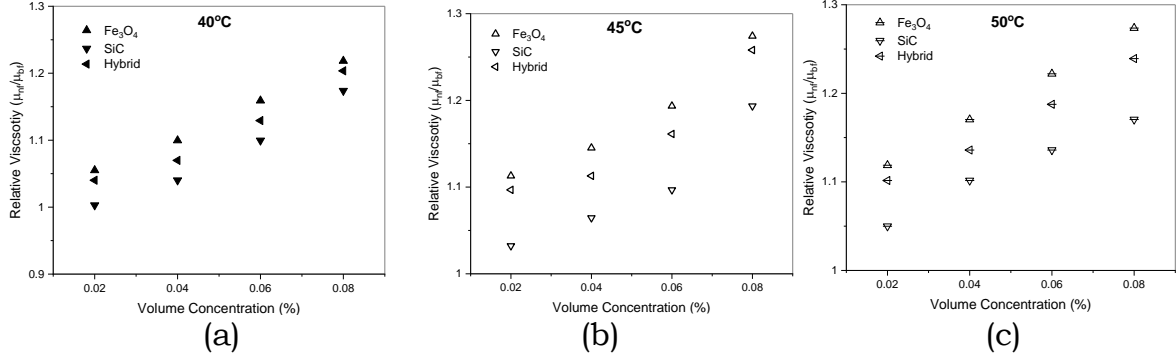 40°C
Fe₃O₄
SiC
Hybrid
1.3
1.2
1.1
1
0.9
Relative Viscsotiy (μnf/μbf)
0.02 0.04 0.06 0.08
Volume Concentration (%)
(a)
45°C
Fe₃O₄
SiC
Hybrid
1.3
1.2
1.1
1
Relative Viscsotiy (μnf/μbf)
0.02 0.04 0.06 0.08
Volume Concentration (%)
(b)
50°C
Fe₃O₄
SiC
Hybrid
1.3
1.2
1.1
1
Relative Viscsotiy (μnf/μbf)
0.02 0.04 0.06 0.08
Volume Concentration (%)
(c)